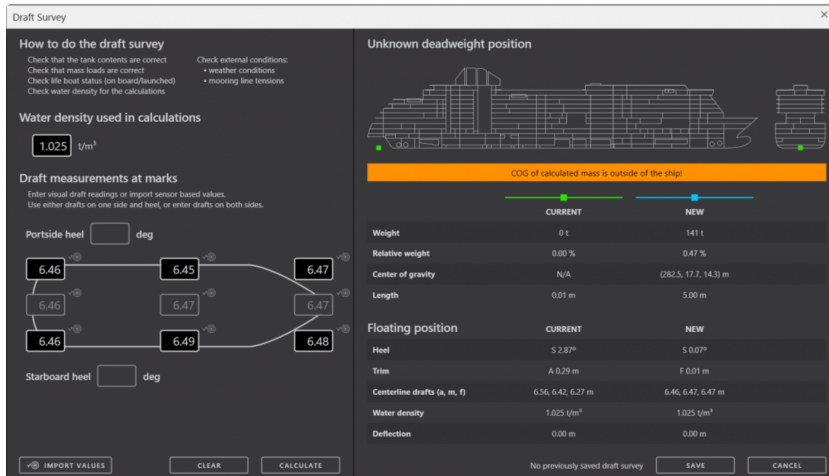 Draft Survey
How to do the draft survey
Check that the tank contents are correct
Check that mass loads are correct
Check life boat status (on board/launched)
Check water density for the calculations
Check external conditions:
• weather conditions
• mooring line tensions
Water density used in calculations
1.025 t/m³
Draft measurements at marks
Enter visual draft readings or import sensor based values.
Use either drafts on one side and heel, or enter drafts on both sides.
Portside heel deg
6.46 6.45 6.47
6.46 6.47 6.47
6.46 6.49 6.48
Starboard heel deg
IMPORT VALUES CLEAR CALCULATE
Unknown deadweight position
COG of calculated mass is outside of the ship!
CURRENT NEW
Weight 0 t 141 t
Relative weight 0.00 % 0.47 %
Center of gravity N/A (282.5, 17.7, 14.3) m
Length 0.01 m 5.00 m
Floating position CURRENT NEW
Heel S 2.87º S 0.07º
Trim A 0.29 m F 0.01 m
Centerline drafts (a, m, f) 6.56, 6.42, 6.27 m 6.46, 6.47, 6.47 m
Water density 1.025 t/m³ 1.025 t/m³
Deflection 0.00 m 0.00 m
No previously saved draft survey SAVE CANCEL